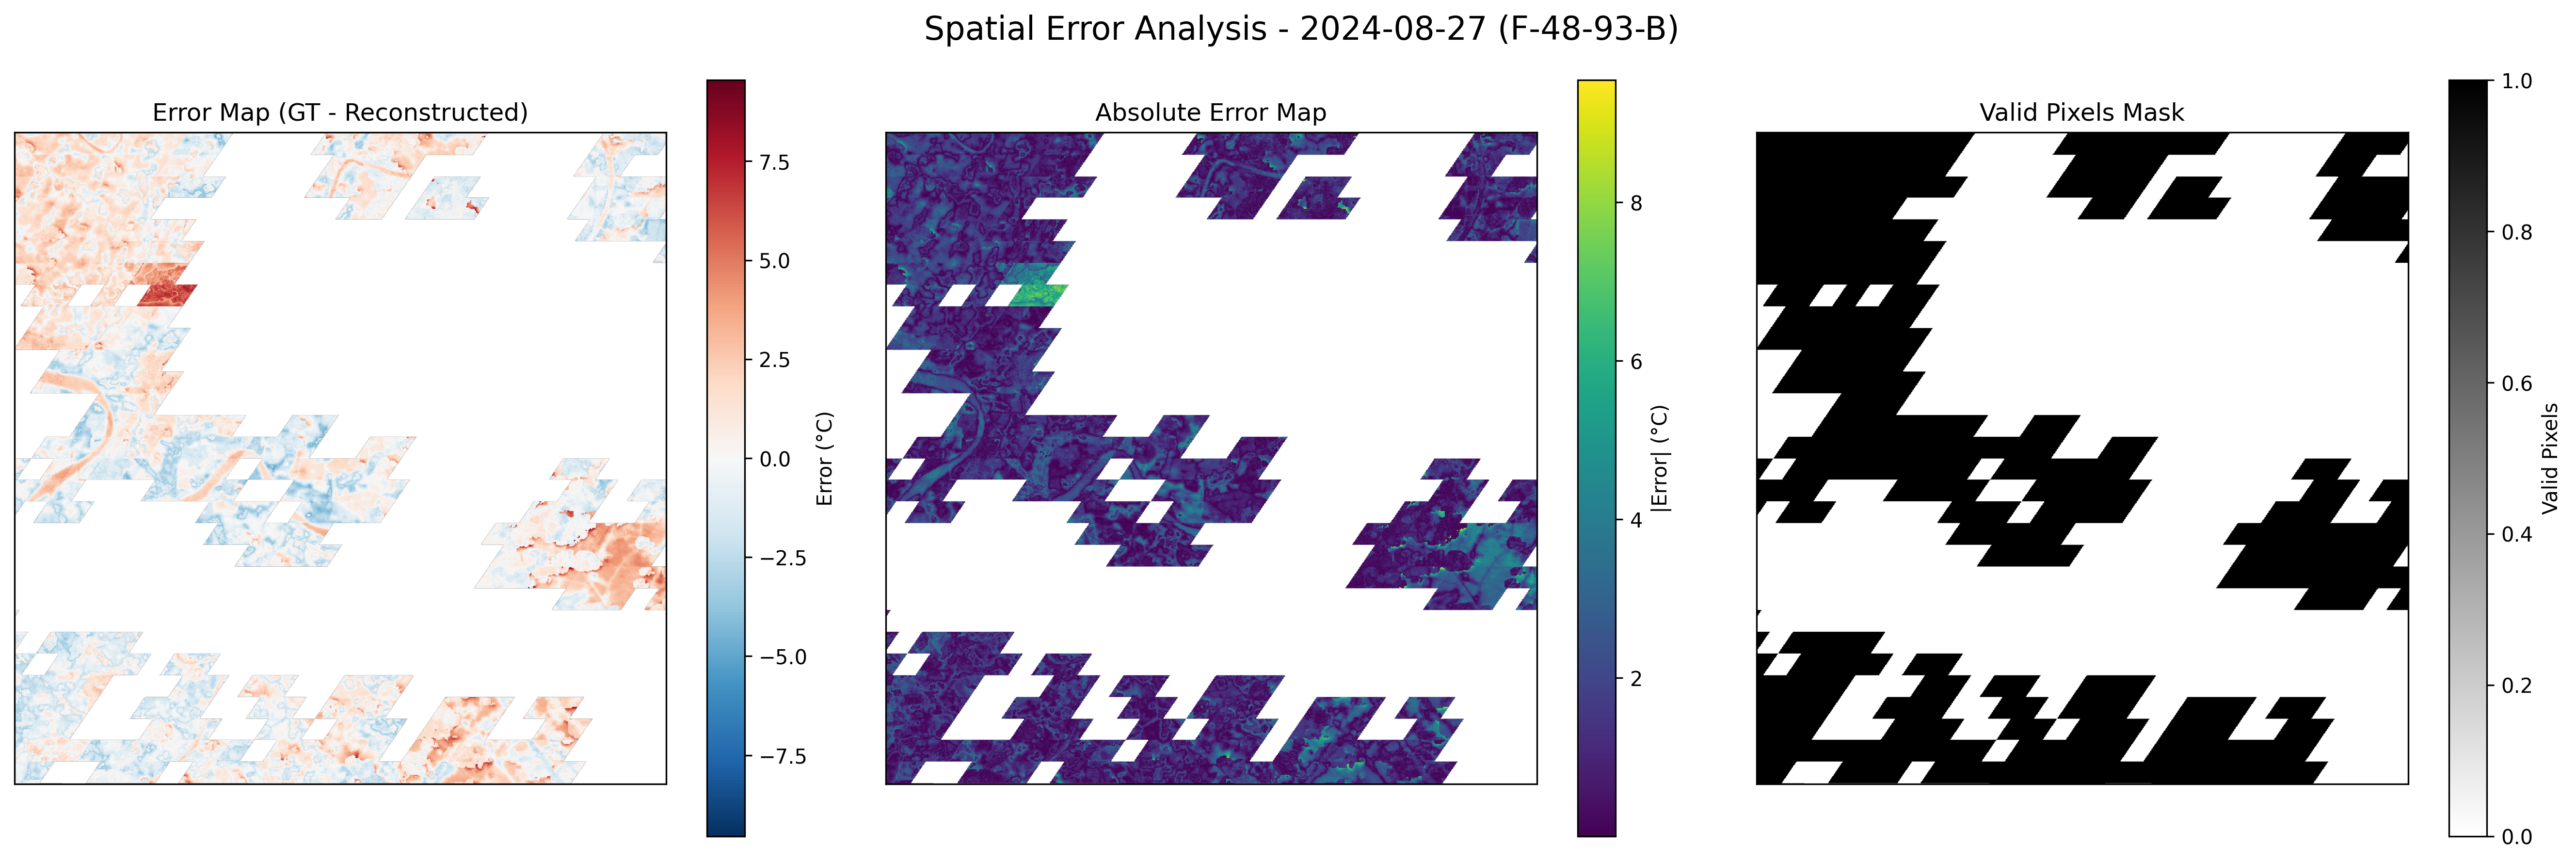 Spatial Error Analysis - 2024-08-27 (F-48-93-B)
Error Map (GT - Reconstructed)
7.5
5.0
2.5
0.0
−2.5
−5.0
−7.5
Error (°C)
Absolute Error Map
8
6
4
2
|Error| (°C)
Valid Pixels Mask
1.0
0.8
0.6
0.4
0.2
0.0
Valid Pixels